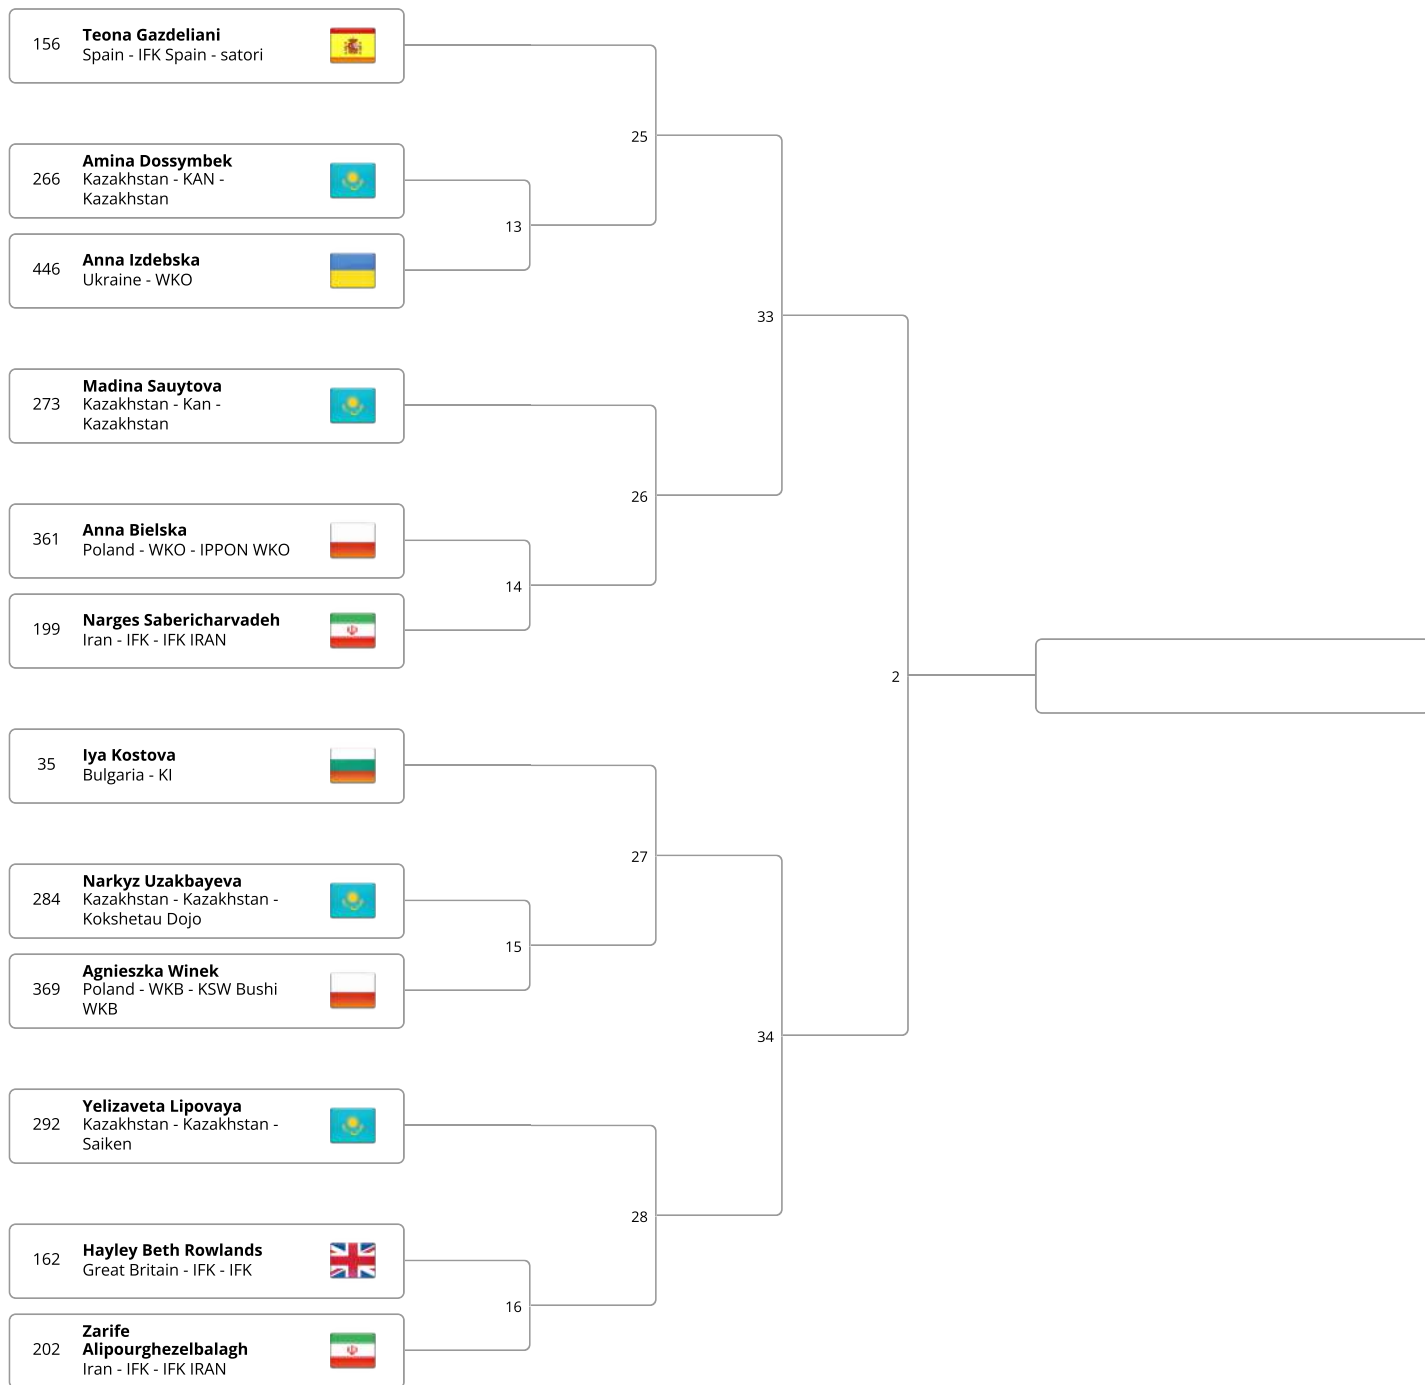 156
Teona Gazdeliani
Spain - IFK Spain - satori
25
266
Amina Dossymbek
Kazakhstan - KAN -
Kazakhstan
13
446
Anna Izdebska
Ukraine - WKO
33
273
Madina Sauytova
Kazakhstan - Kan -
Kazakhstan
26
361
Anna Bielska
Poland - WKO - IPPON WKO
14
199
Narges Sabericharvadeh
Iran - IFK - IFK IRAN
2
35
Iya Kostova
Bulgaria - KI
27
284
Narkyz Uzakbayeva
Kazakhstan - Kazakhstan -
Kokshetau Dojo
15
369
Agnieszka Winek
Poland - WKB - KSW Bushi
WKB
34
292
Yelizaveta Lipovaya
Kazakhstan - Kazakhstan -
Saiken
28
162
Hayley Beth Rowlands
Great Britain - IFK - IFK
16
202
Zarife
Alipourghezelbalagh
Iran - IFK - IFK IRAN